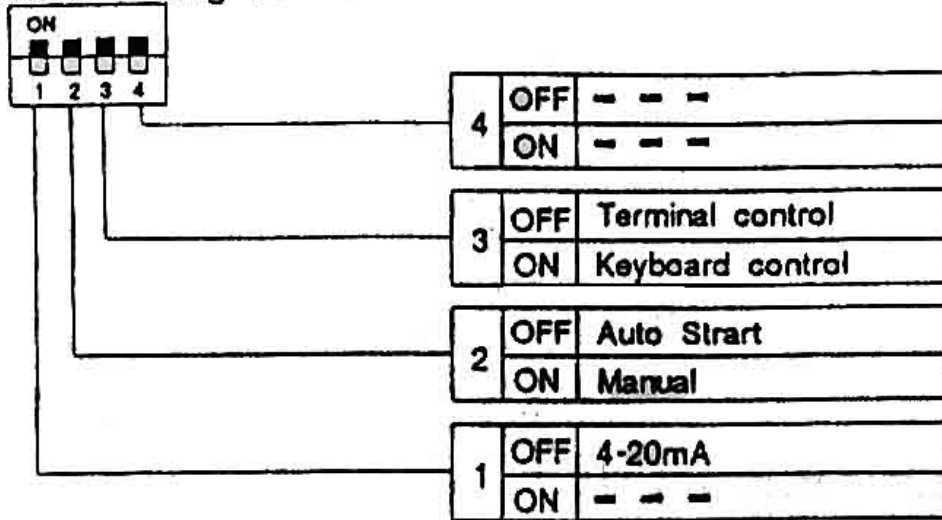 ON
1 2 3 4
4 OFF - - -
ON - - -
3 OFF Terminal control
ON Keyboard control
2 OFF Auto Strart
ON Manual
1 OFF 4-20mA
ON - - -